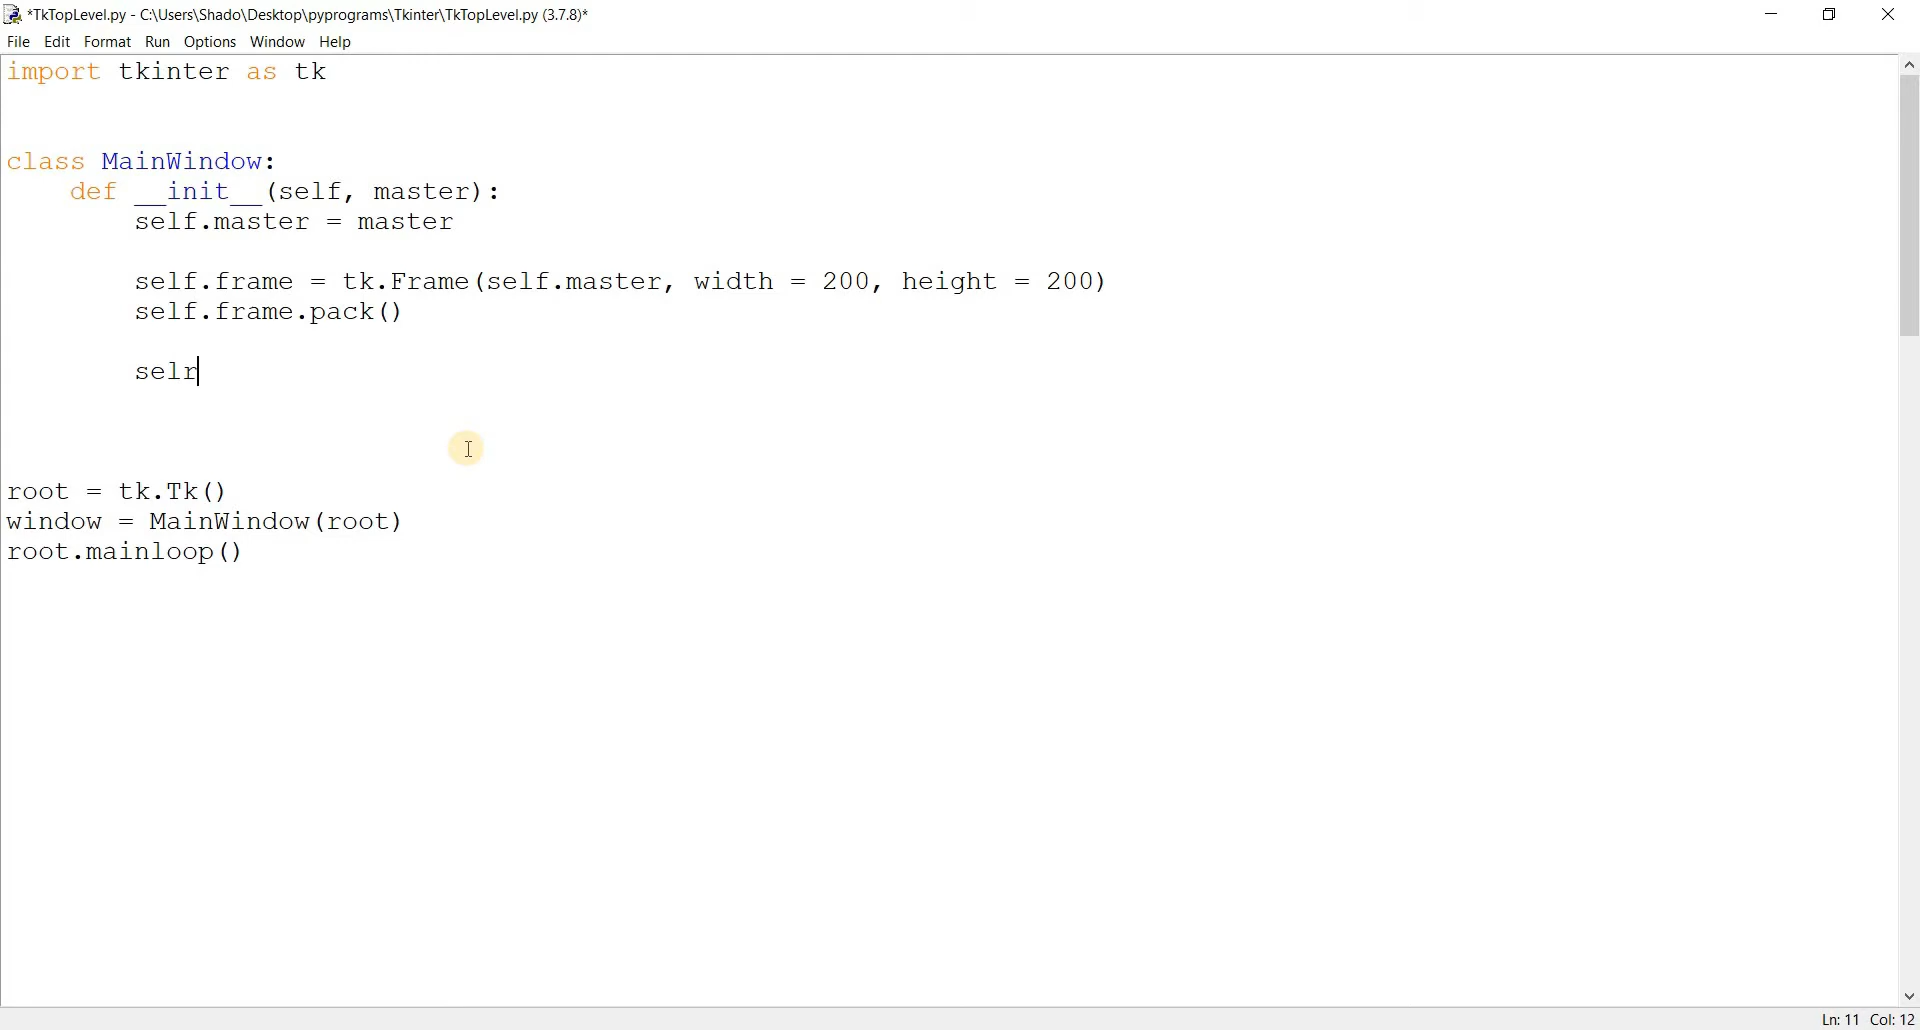 *TkTopLevel.py - C:\Users\Shado\Desktop\pyprograms\Tkinter\TkTopLevel.py (3.7.8)*
File Edit Format Run Options Window Help
import tkinter as tk
class MainWindow:
    def __init__(self, master):
        self.master = master
        self.frame = tk.Frame(self.master, width = 200, height = 200)
        self.frame.pack()
        selr
root = tk.Tk()
window = MainWindow(root)
root.mainloop()
Ln: 11 Col: 12